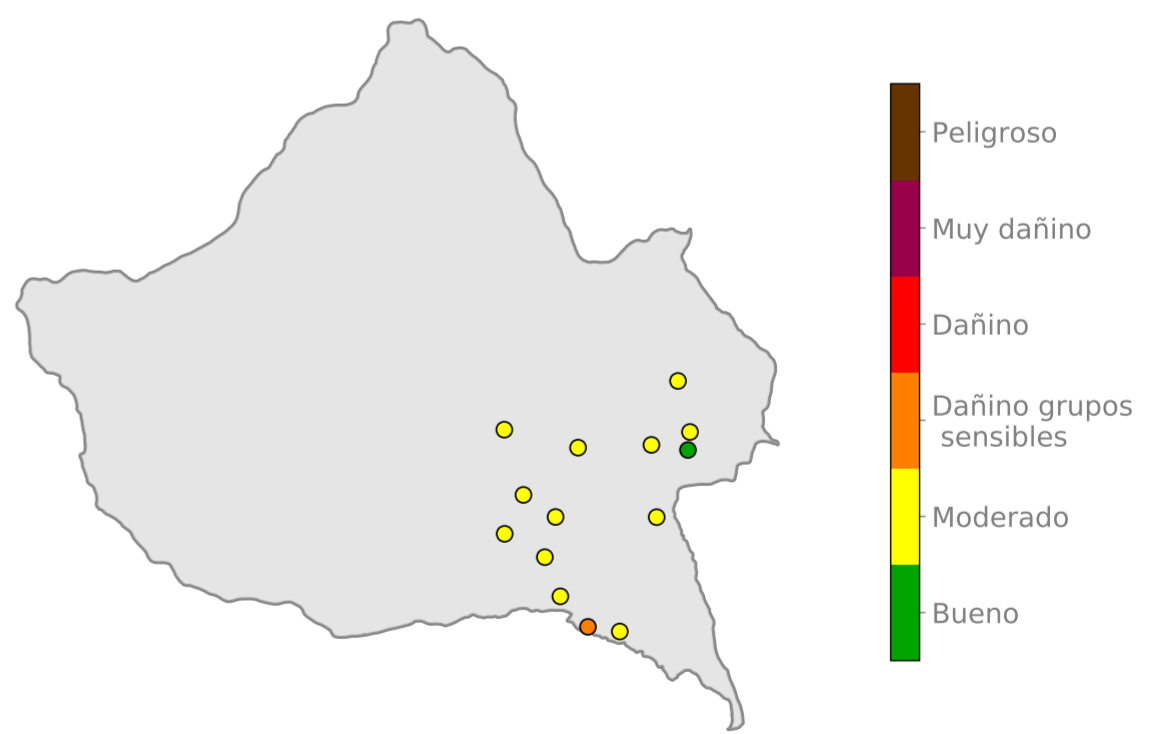 Peligroso
Muy dañino
Dañino
Dañino grupos
sensibles
Moderado
Bueno